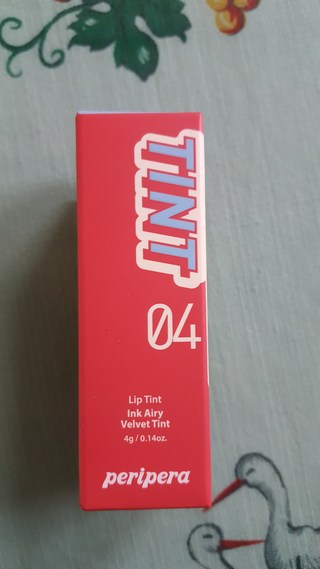 TINT
04
Lip Tint
Ink Airy
Velvet Tint
4g / 0.14oz.
peripera